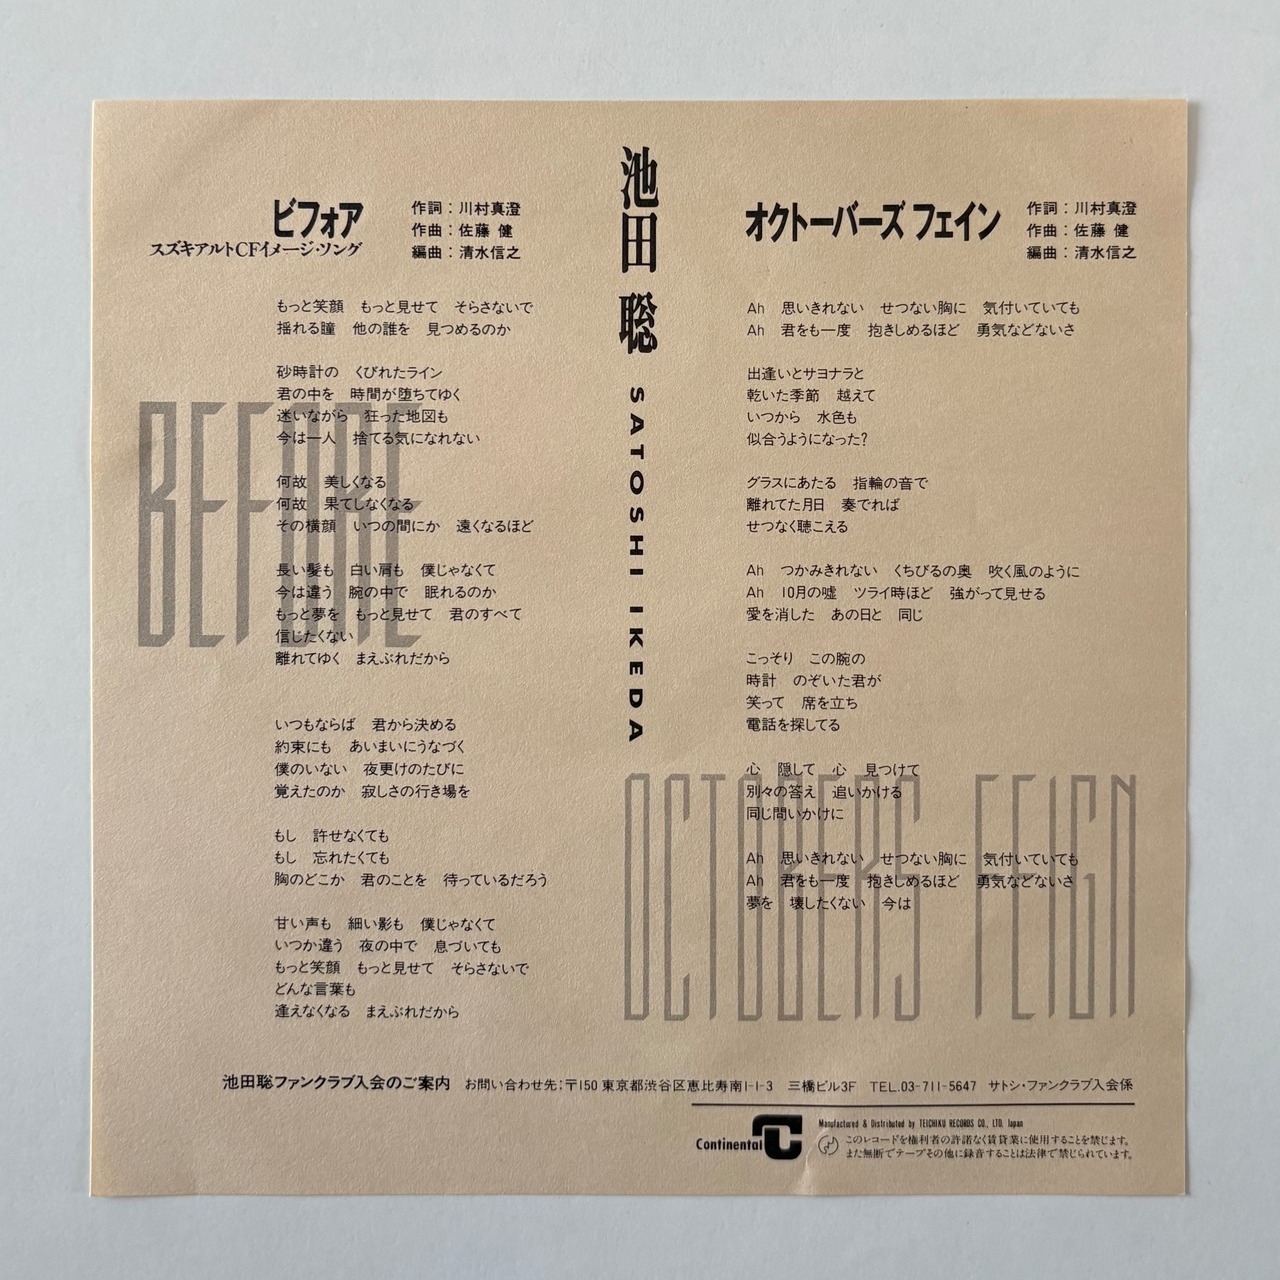 池田 聡
SATOSHI IKEDA
ビフォア
スズキアルトCFイメージ・ソング
作詞：川村真澄
作曲：佐藤 健
編曲：清水信之
もっと笑顔　もっと見せて　そらさないで
揺れる瞳　他の誰を　見つめるのか
砂時計の　くびれたライン
君の中を　時間が堕ちてゆく
迷いながら　狂った地図も
今は一人　捨てる気になれない
何故　美しくなる
何故　果てしなくなる
その横顔　いつの間にか　遠くなるほど
長い髪も　白い肩も　僕じゃなくて
今は違う　腕の中で　眠れるのか
もっと夢を　もっと見せて　君のすべて
信じたくない
離れてゆく　まえぶれだから
いつもならば　君から決める
約束にも　あいまいにうなづく
僕のいない　夜更けのたびに
覚えたのか　寂しさの行き場を
もし　許せなくても
もし　忘れたくても
胸のどこか　君のことを　待っているだろう
甘い声も　細い影も　僕じゃなくて
いつか違う　夜の中で　息づいても
もっと笑顔　もっと見せて　そらさないで
どんな言葉も
逢えなくなる　まえぶれだから
BEFORE
オクトーバーズ フェイン
作詞：川村真澄
作曲：佐藤 健
編曲：清水信之
Ah　思いきれない　せつない胸に　気付いていても
Ah　君をも一度　抱きしめるほど　勇気などないさ
出逢いとサヨナラと
乾いた季節　越えて
いつから　水色も
似合うようになった?
グラスにあたる　指輪の音で
離れてた月日　奏でれば
せつなく聴こえる
Ah　つかみきれない　くちびるの奥　吹く風のように
Ah　10月の嘘　ツライ時ほど　強がって見せる
愛を消した　あの日と　同じ
こっそり　この腕の
時計　のぞいた君が
笑って　席を立ち
電話を探してる
心　隠して　心　見つけて
別々の答え　追いかける
同じ問いかけに
Ah　思いきれない　せつない胸に　気付いていても
Ah　君をも一度　抱きしめるほど　勇気などないさ
夢を　壊したくない　今は
OCTOBERS FEIGN
池田聡ファンクラブ入会のご案内　お問い合わせ先：〒150 東京都渋谷区恵比寿南1-1-3　三橋ビル3F　TEL.03-711-5647　サトシ・ファンクラブ入会係
Continental
Manufactured & Distributed by TEICHIKU RECORDS CO., LTD. Japan
このレコードを権利者の許諾なく賃貸業に使用することを禁じます。
また無断でテープその他に録音することは法律で禁じられています。